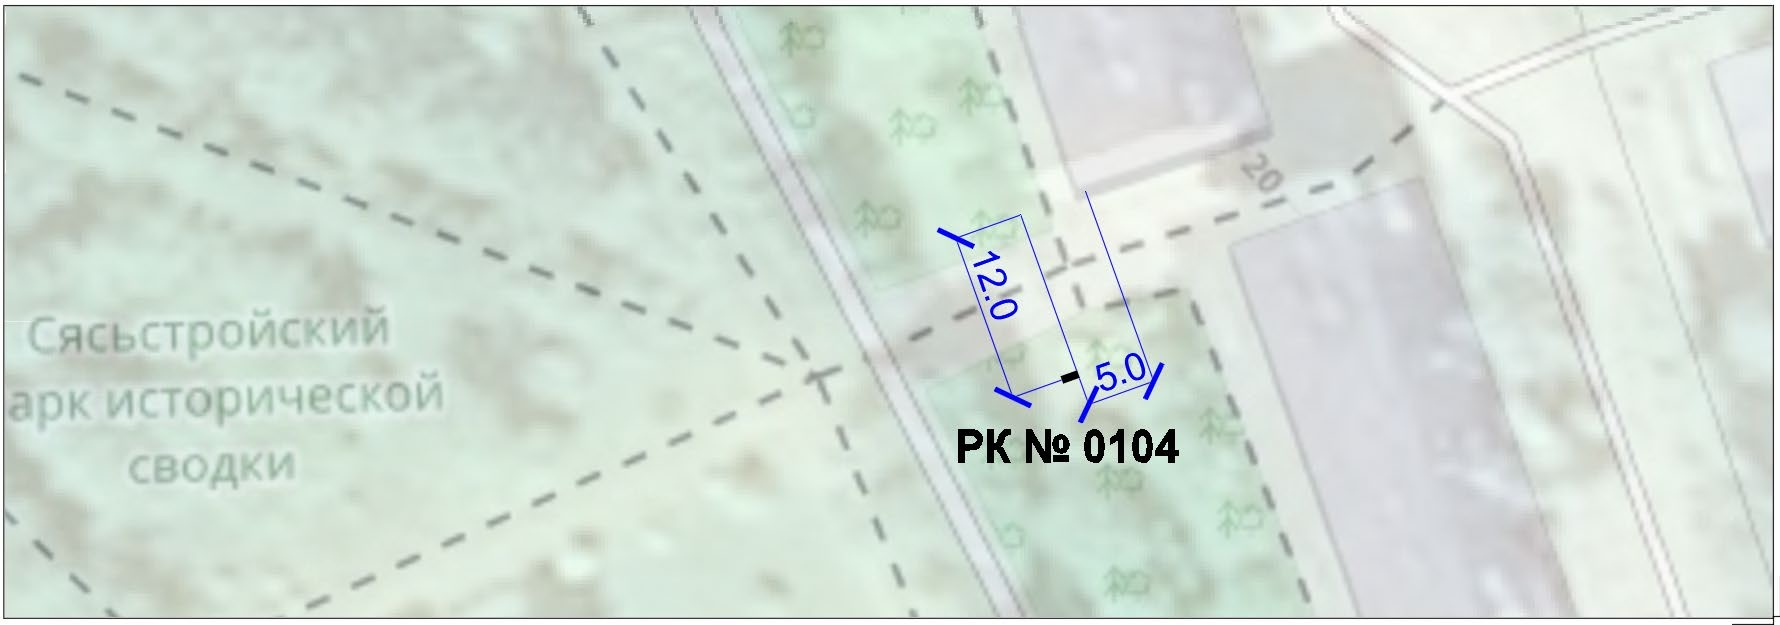 20
12.0
5.0
Сясьстройский
арк исторической
сводки
РК № 0104